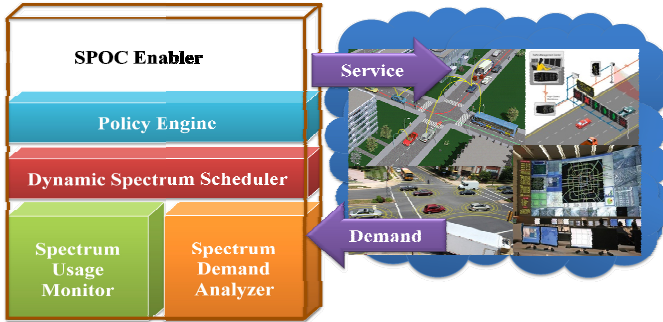 SPOC Enabler
Policy Engine
Dynamic Spectrum Scheduler
Spectrum
Usage
Monitor
Spectrum
Demand
Analyzer
Service
Demand